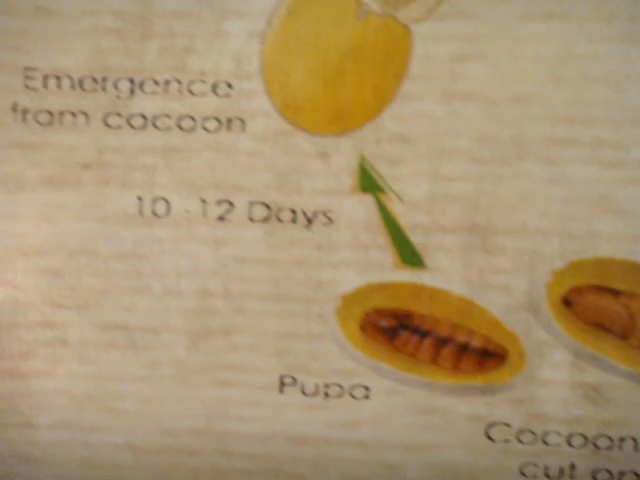 Emergence
from cocoon
10-12 Days
Pupa
Cocoon
cut op